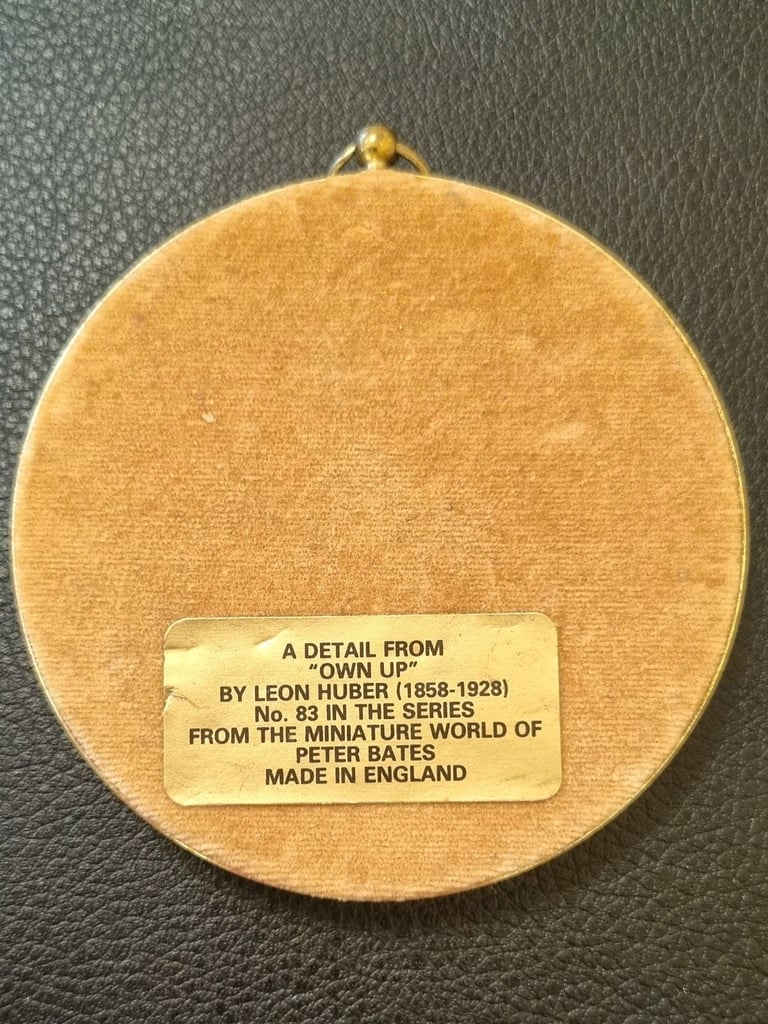 A DETAIL FROM
"OWN UP"
BY LEON HUBER (1858-1928)
No. 83 IN THE SERIES
FROM THE MINIATURE WORLD OF
PETER BATES
MADE IN ENGLAND